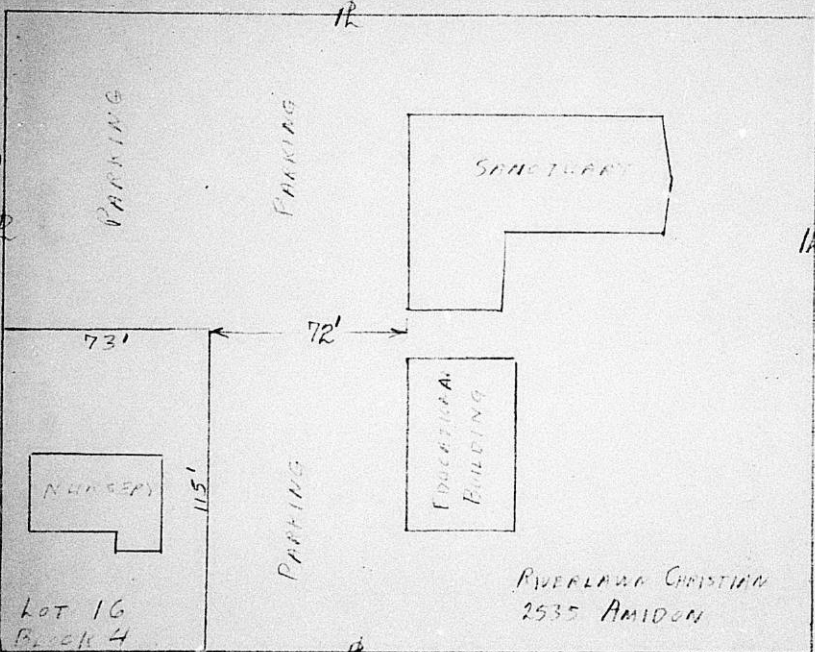 PARKING
PARKING
SANCTUARY
73'
72'
115'
NURSERY
PARKING
EDUCATIONAL
BUILDING
LOT 16
BLOCK 4
RIVERLAWN CHRISTIAN
2535 AMIDON